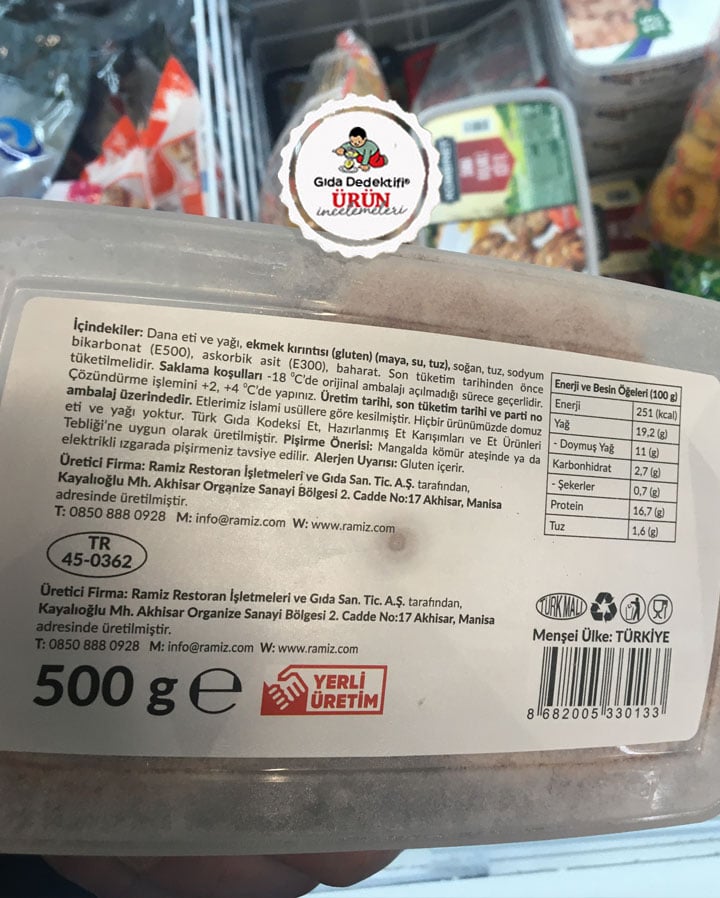 Gıda Dedektifi®
ÜRÜN
incelemeleri
İçindekiler: Dana eti ve yağı, ekmek kırıntısı (gluten) (maya, su, tuz), soğan, tuz, sodyum
bikarbonat (E500), askorbik asit (E300), baharat. Son tüketim tarihinden önce
tüketilmelidir. Saklama koşulları -18 °C'de orijinal ambalajı açılmadığı sürece geçerlidir.
Çözündürme işlemini +2, +4 °C'de yapınız. Üretim tarihi, son tüketim tarihi ve parti no
ambalaj üzerindedir. Etlerimiz İslami usüllere göre kesilmiştir. Hiçbir ürünümüzde domuz
eti ve yağı yoktur. Türk Gıda Kodeksi Et, Hazırlanmış Et Karışımları ve Et Ürünleri
Tebliği'ne uygun olarak üretilmiştir. Pişirme Önerisi: Mangalda kömür ateşinde ya da
elektrikli ızgarada pişirmeniz tavsiye edilir. Alerjen Uyarısı: Gluten içerir.
Üretici Firma: Ramiz Restoran İşletmeleri ve Gıda San. Tic. A.Ş. tarafından,
Kayalıoğlu Mh. Akhisar Organize Sanayi Bölgesi 2. Cadde No:17 Akhisar, Manisa
adresinde üretilmiştir.
T: 0850 888 0928 M: info@ramiz.com W: www.ramiz.com
TR
45-0362
Üretici Firma: Ramiz Restoran İşletmeleri ve Gıda San. Tic. A.Ş. tarafından,
Kayalıoğlu Mh. Akhisar Organize Sanayi Bölgesi 2. Cadde No:17 Akhisar, Manisa
adresinde üretilmiştir.
T: 0850 888 0928 M: info@ramiz.com W: www.ramiz.com
500 g e
YERLİ
ÜRETİM
Enerji ve Besin Öğeleri (100 g)
Enerji 251 (kcal)
Yağ 19,2 (g)
- Doymuş Yağ 11 (g)
Karbonhidrat 2,7 (g)
- Şekerler 0,7 (g)
Protein 16,7 (g)
Tuz 1,6 (g)
TÜRK MALI
Menşei Ülke: TÜRKİYE
8 682005 330133